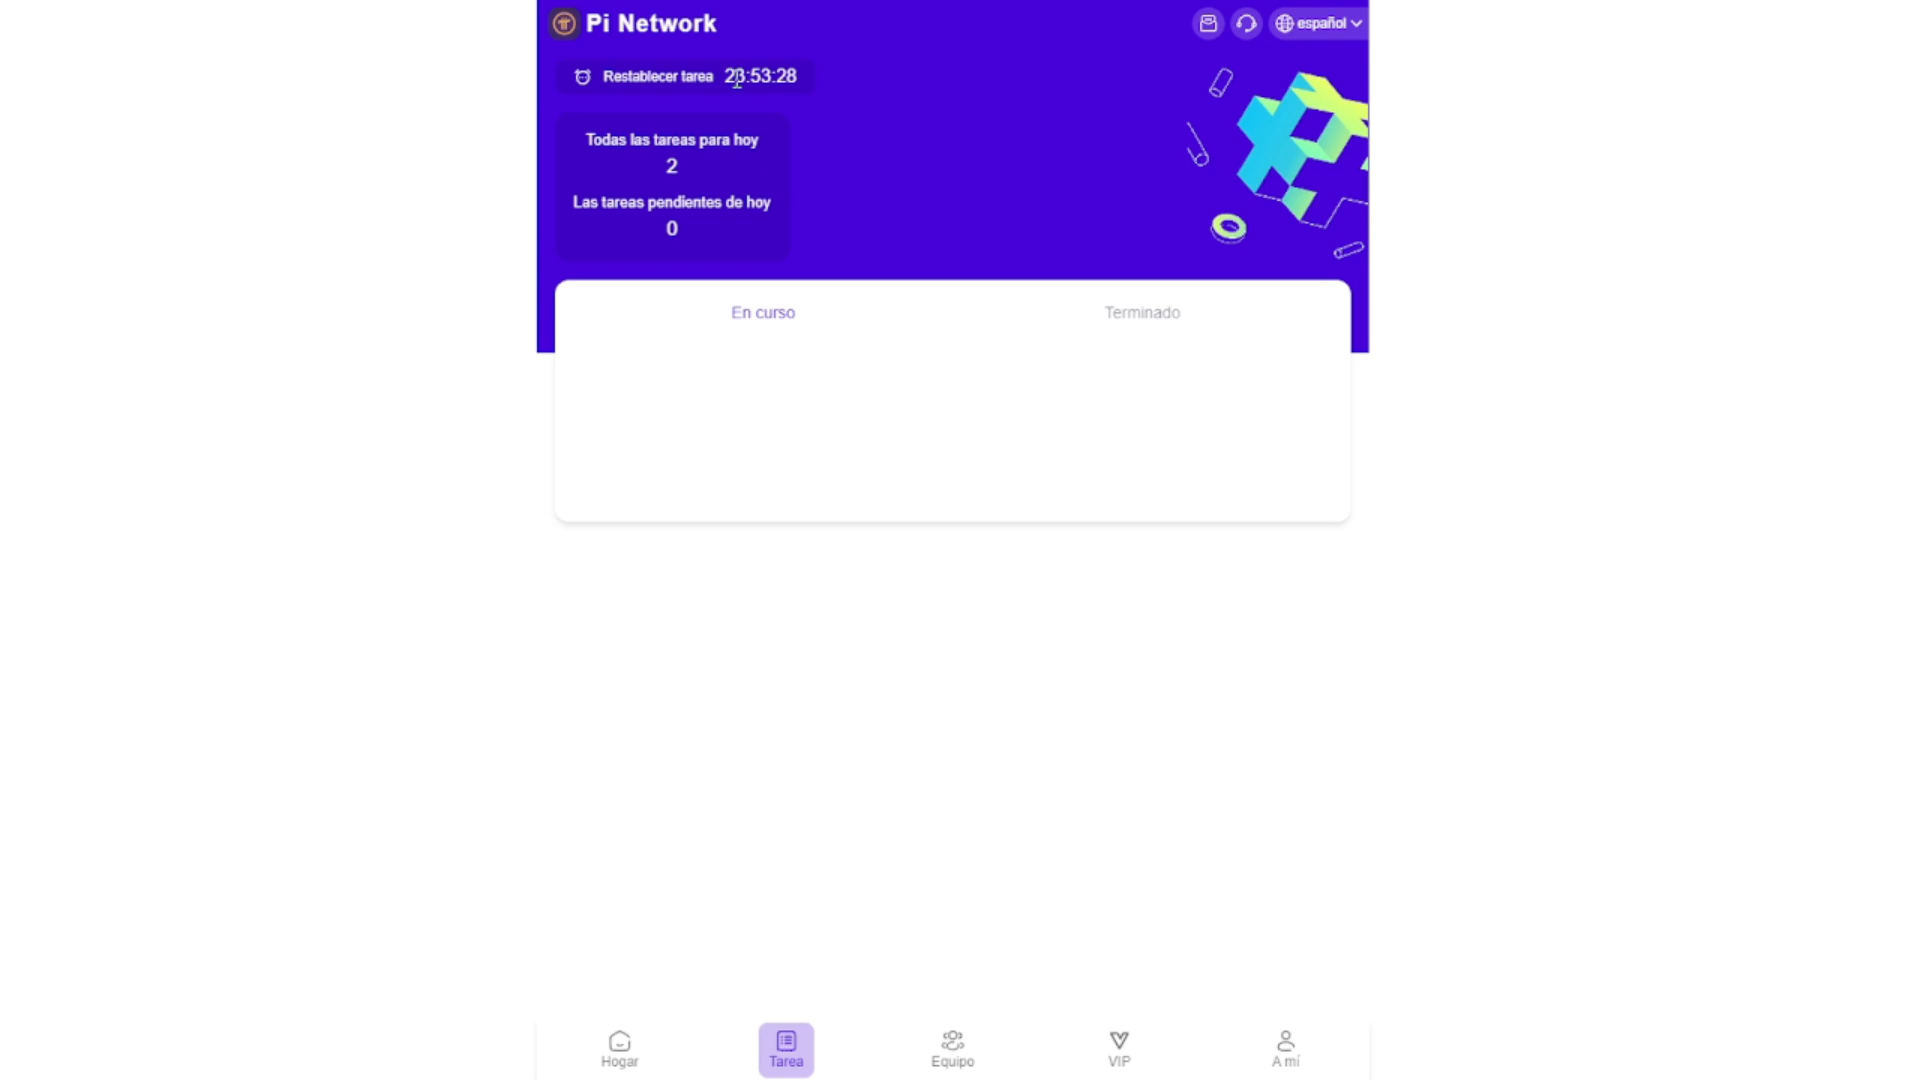 Pi Network
español
Restablecer tarea 23:53:28
Todas las tareas para hoy
2
Las tareas pendientes de hoy
0
En curso
Terminado
Hogar
Tarea
Equipo
VIP
A mí